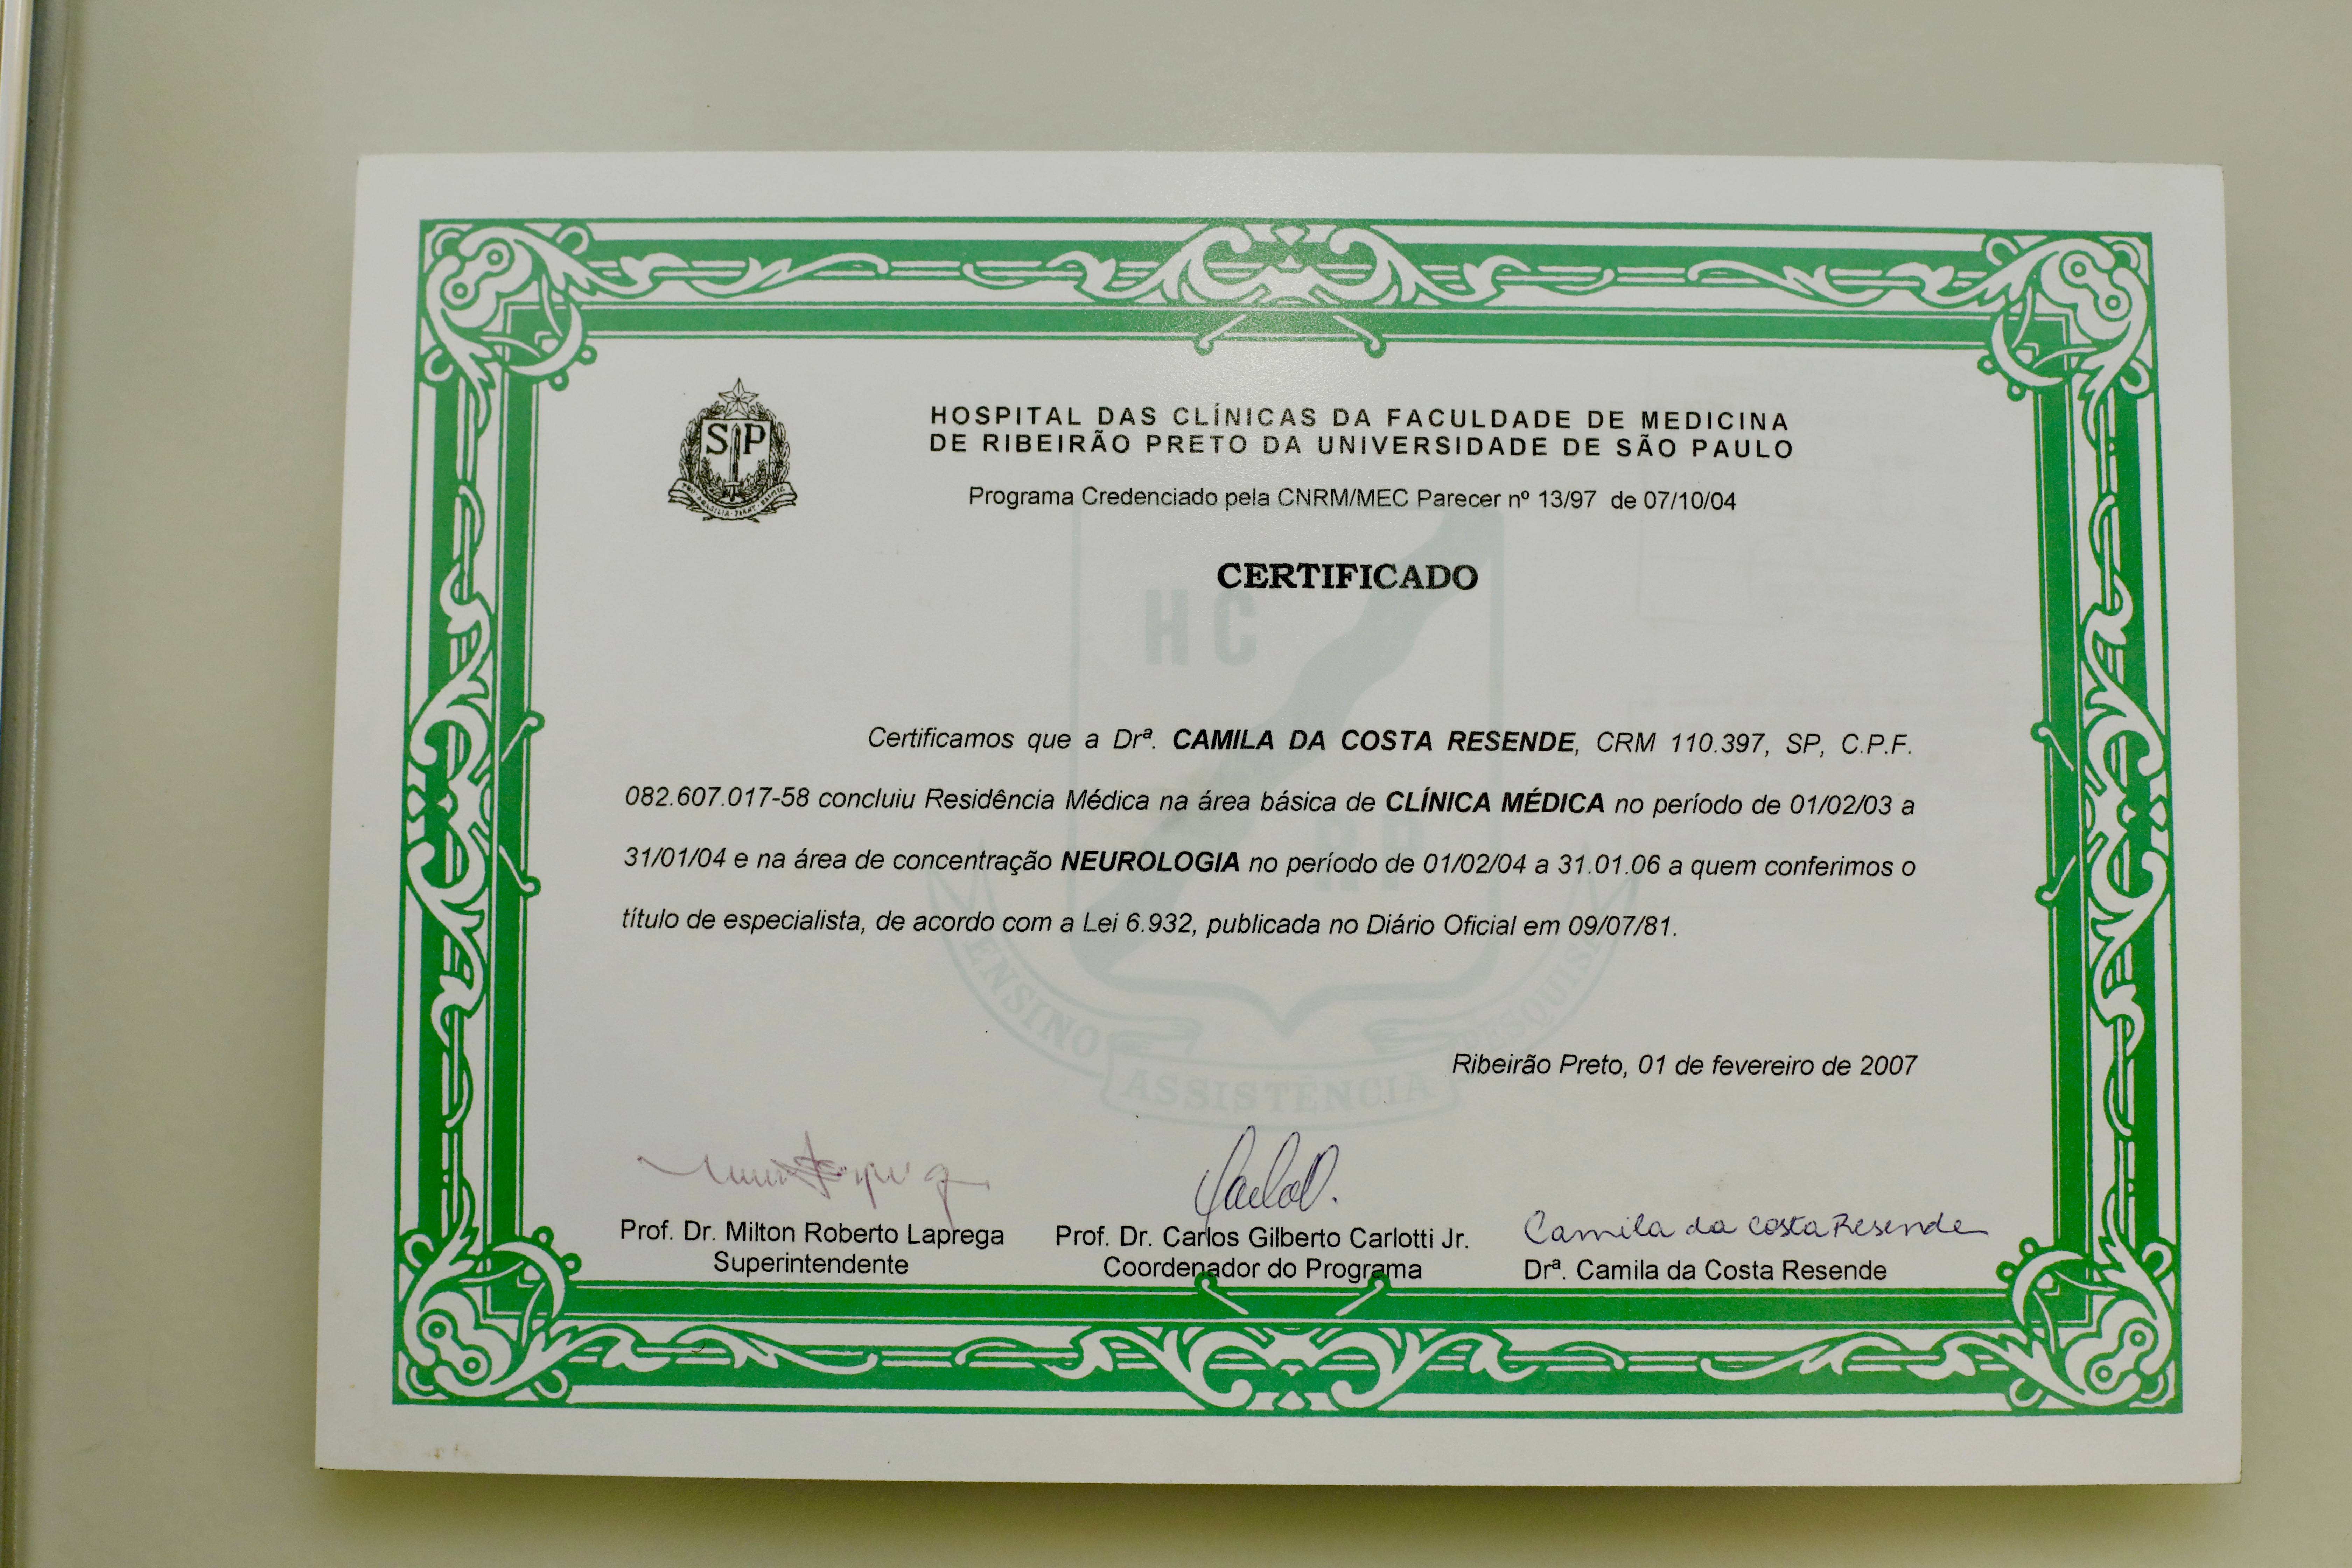 SP
HOSPITAL DAS CLÍNICAS DA FACULDADE DE MEDICINA
DE RIBEIRÃO PRETO DA UNIVERSIDADE DE SÃO PAULO
Programa Credenciado pela CNRM/MEC Parecer nº 13/97 de 07/10/04
CERTIFICADO
HC
Certificamos que a Drª. CAMILA DA COSTA RESENDE, CRM 110.397, SP, C.P.F.
082.607.017-58 concluiu Residência Médica na área básica de CLÍNICA MÉDICA no período de 01/02/03 a
31/01/04 e na área de concentração NEUROLOGIA no período de 01/02/04 a 31.01.06 a quem conferimos o
título de especialista, de acordo com a Lei 6.932, publicada no Diário Oficial em 09/07/81.
RP
ENSINO ASSISTÊNCIA PESQUISA
Ribeirão Preto, 01 de fevereiro de 2007
Camila da Costa Resende
Prof. Dr. Milton Roberto Laprega
Superintendente
Prof. Dr. Carlos Gilberto Carlotti Jr.
Coordenador do Programa
Drª. Camila da Costa Resende